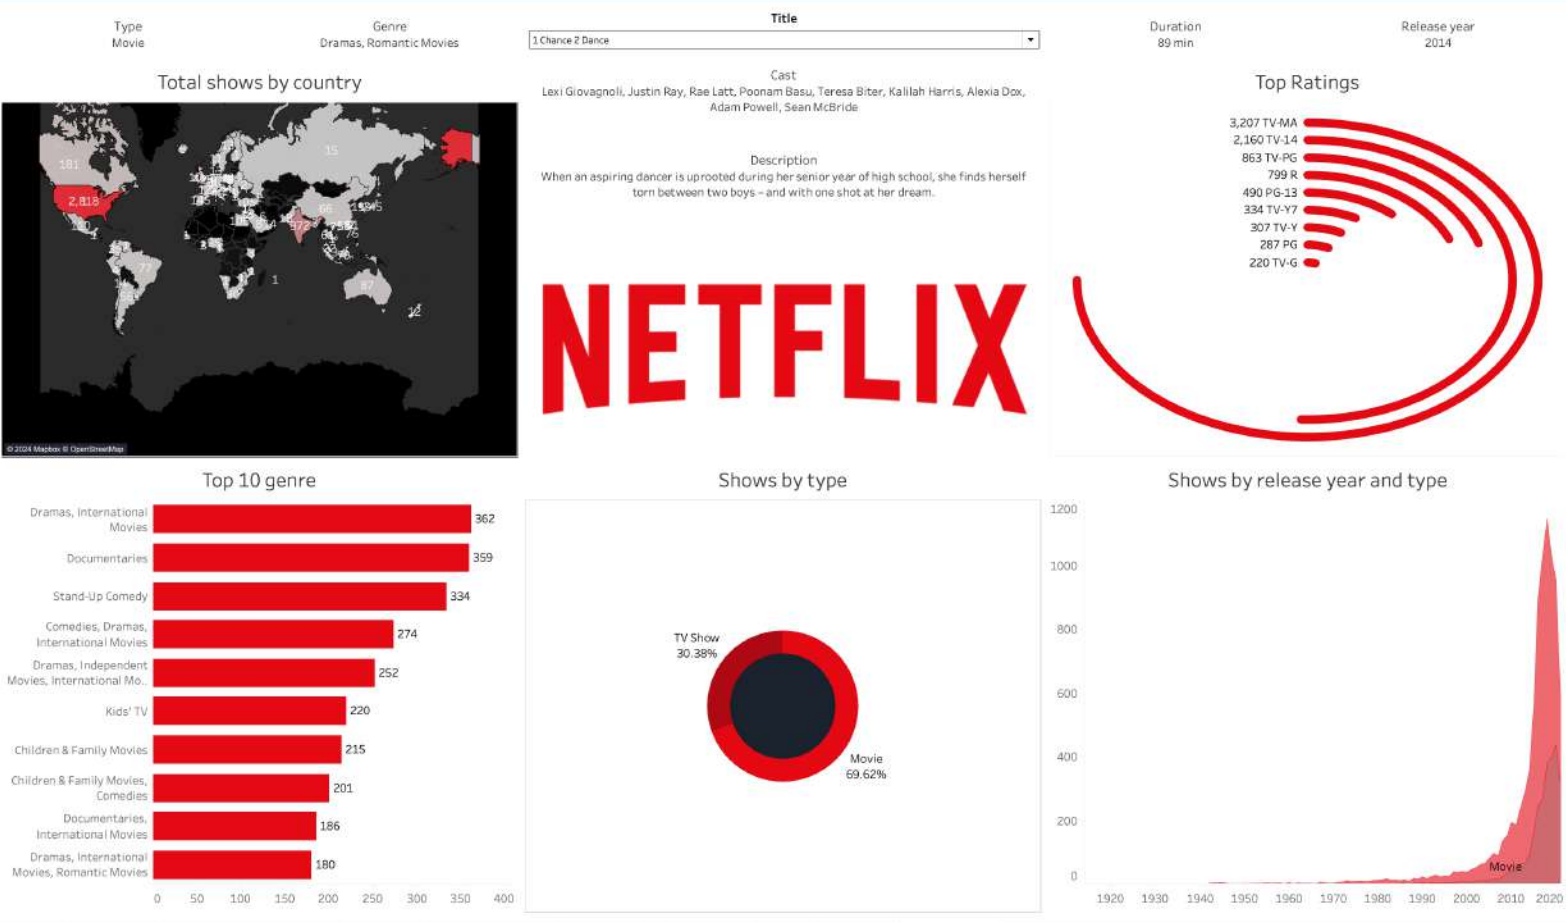 Type
Movie
Genre
Dramas, Romantic Movies
Title
1 Chance 2 Dance
Duration
89 min
Release year
2014
Total shows by country
181
2,818
15
66
972
77
87
12
1
© 2024 Mapbox © OpenStreetMap
Cast
Lexi Giovagnoli, Justin Ray, Rae Latt, Poonam Basu, Teresa Biter, Kalilah Harris, Alexia Dox,
Adam Powell, Sean McBride
Description
When an aspiring dancer is uprooted during her senior year of high school, she finds herself
torn between two boys – and with one shot at her dream.
NETFLIX
Top Ratings
3,207 TV-MA
2,160 TV-14
863 TV-PG
799 R
490 PG-13
334 TV-Y7
307 TV-Y
287 PG
220 TV-G
Top 10 genre
Dramas, International
Movies
362
Documentaries
359
Stand-Up Comedy
334
Comedies, Dramas,
International Movies
274
Dramas, Independent
Movies, International Mo..
252
Kids' TV
220
Children & Family Movies
215
Children & Family Movies,
Comedies
201
Documentaries,
International Movies
186
Dramas, International
Movies, Romantic Movies
180
0 50 100 150 200 250 300 350 400
Shows by type
TV Show
30.38%
Movie
69.62%
Shows by release year and type
1200
1000
800
600
400
200
0
Movie
1920 1930 1940 1950 1960 1970 1980 1990 2000 2010 2020